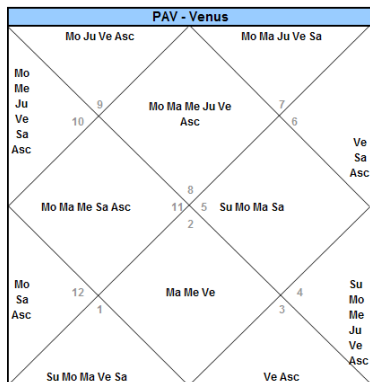 PAV - Venus
Mo Ju Ve Asc
Mo Ma Ju Ve Sa
Mo
Me
Ju
Ve
Sa
Asc
9
10
Mo Ma Me Ju Ve
Asc
7
6
Ve
Sa
Asc
8
Mo Ma Me Sa Asc
11
5
Su Mo Ma Sa
2
Mo
Sa
Asc
12
1
Ma Me Ve
4
3
Su
Mo
Me
Ju
Ve
Asc
Su Mo Ma Ve Sa
Ve Asc